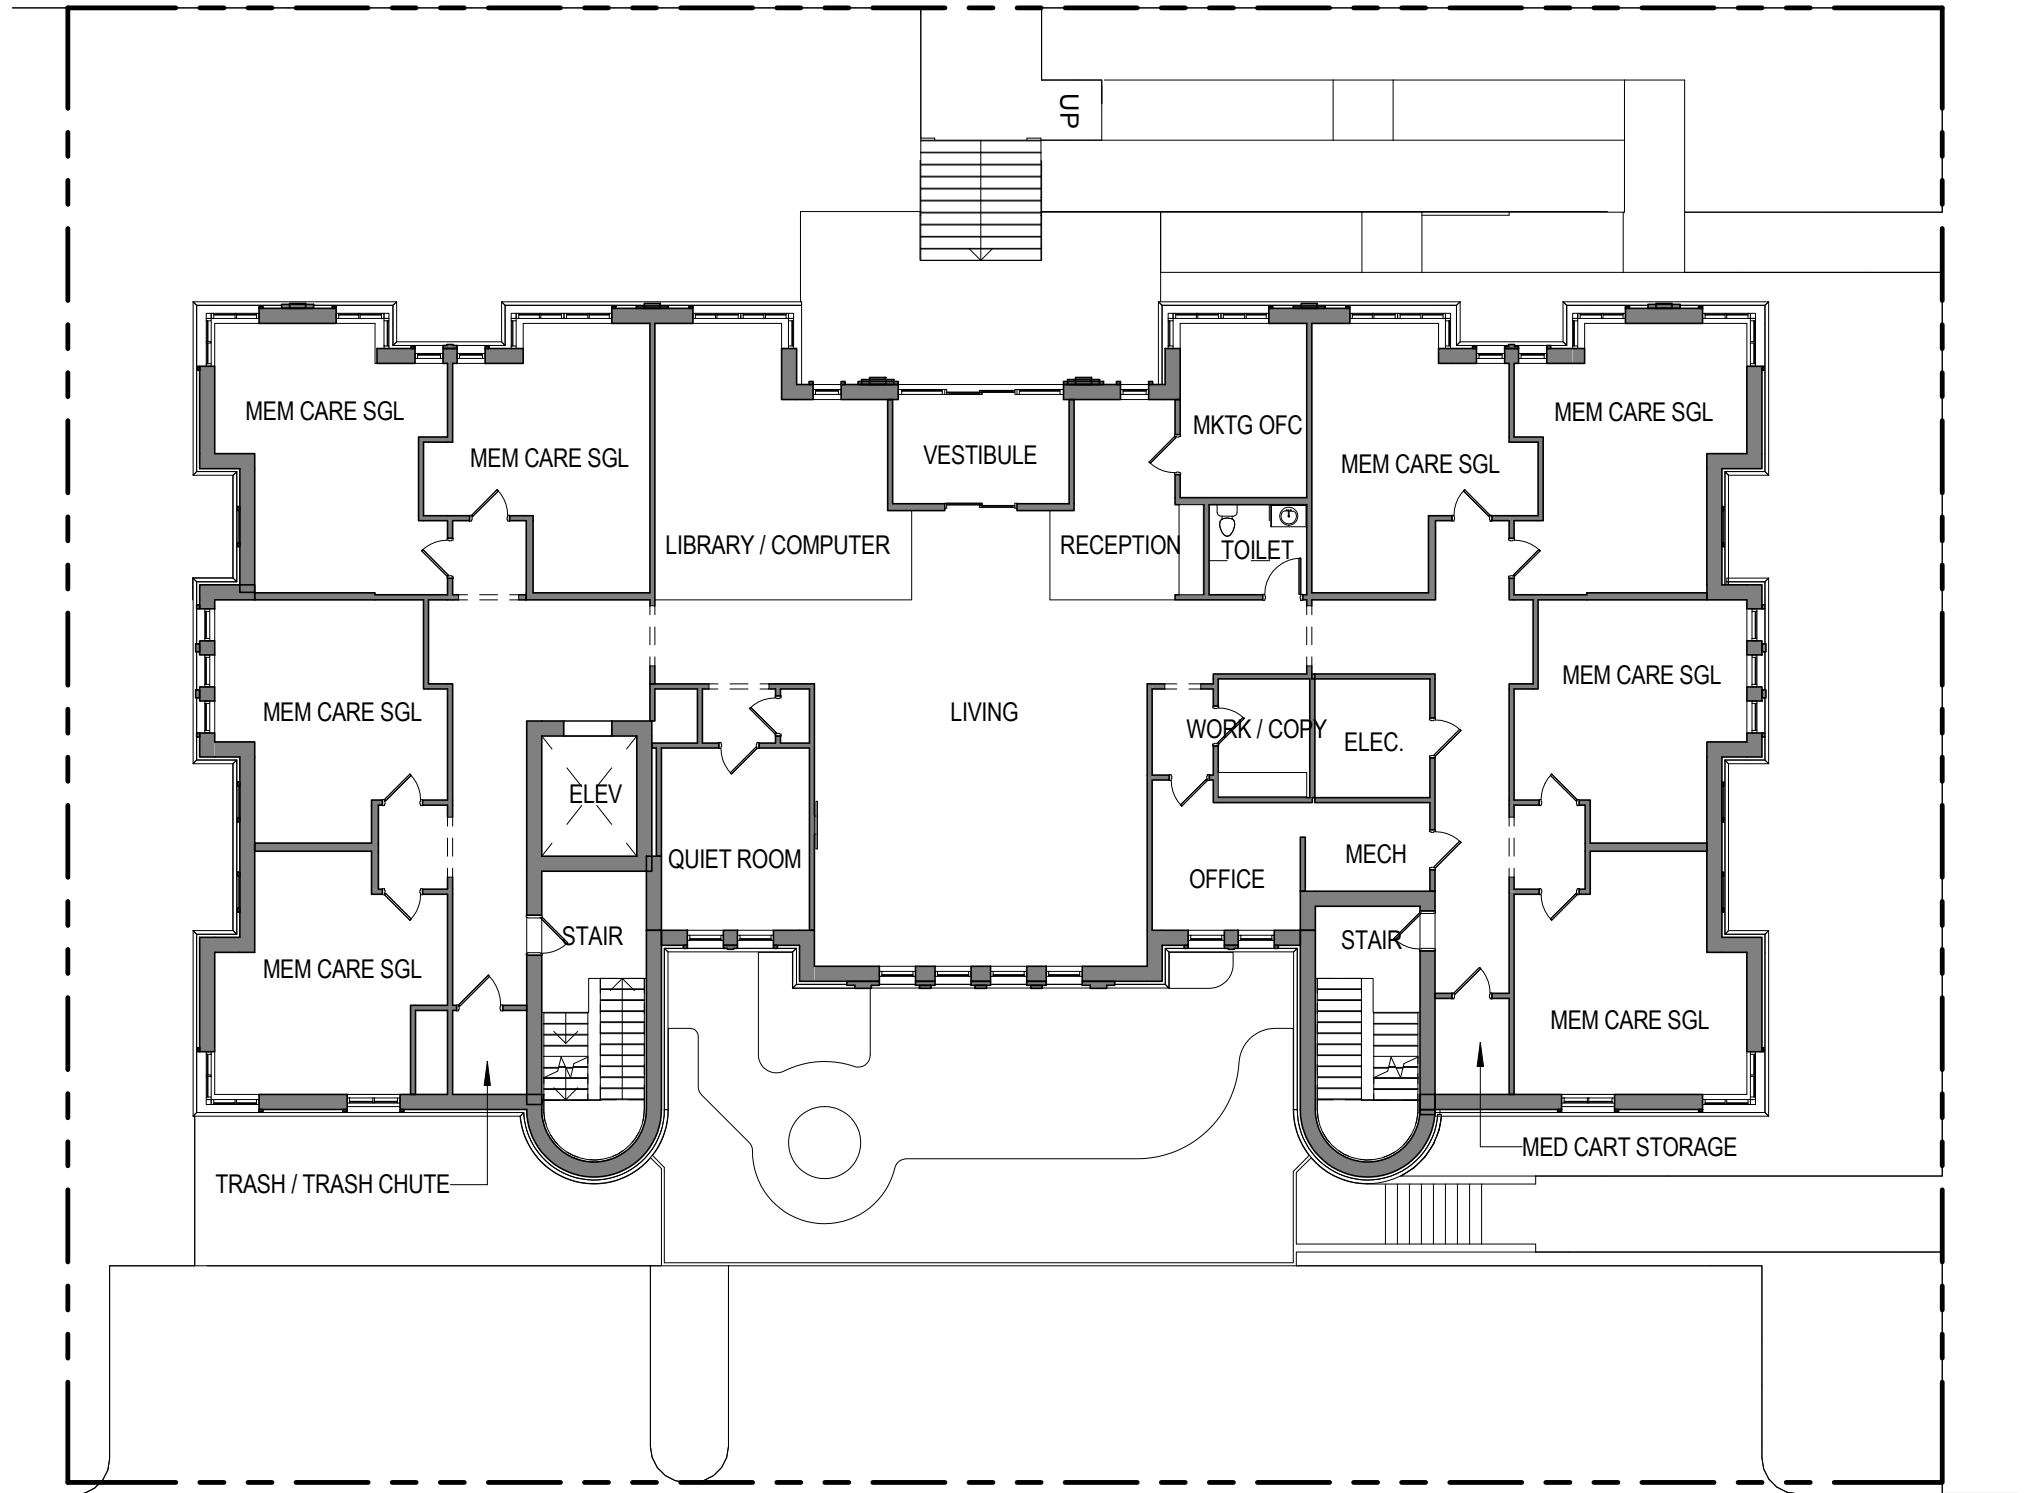 UP
MEM CARE SGL
MEM CARE SGL
MKTG OFC
VESTIBULE
MEM CARE SGL
MEM CARE SGL
LIBRARY / COMPUTER
RECEPTION
TOILET
MEM CARE SGL
LIVING
WORK / COPY
ELEC.
MEM CARE SGL
ELEV
QUIET ROOM
OFFICE
MECH
STAIR
STAIR
MEM CARE SGL
MEM CARE SGL
TRASH / TRASH CHUTE
MED CART STORAGE